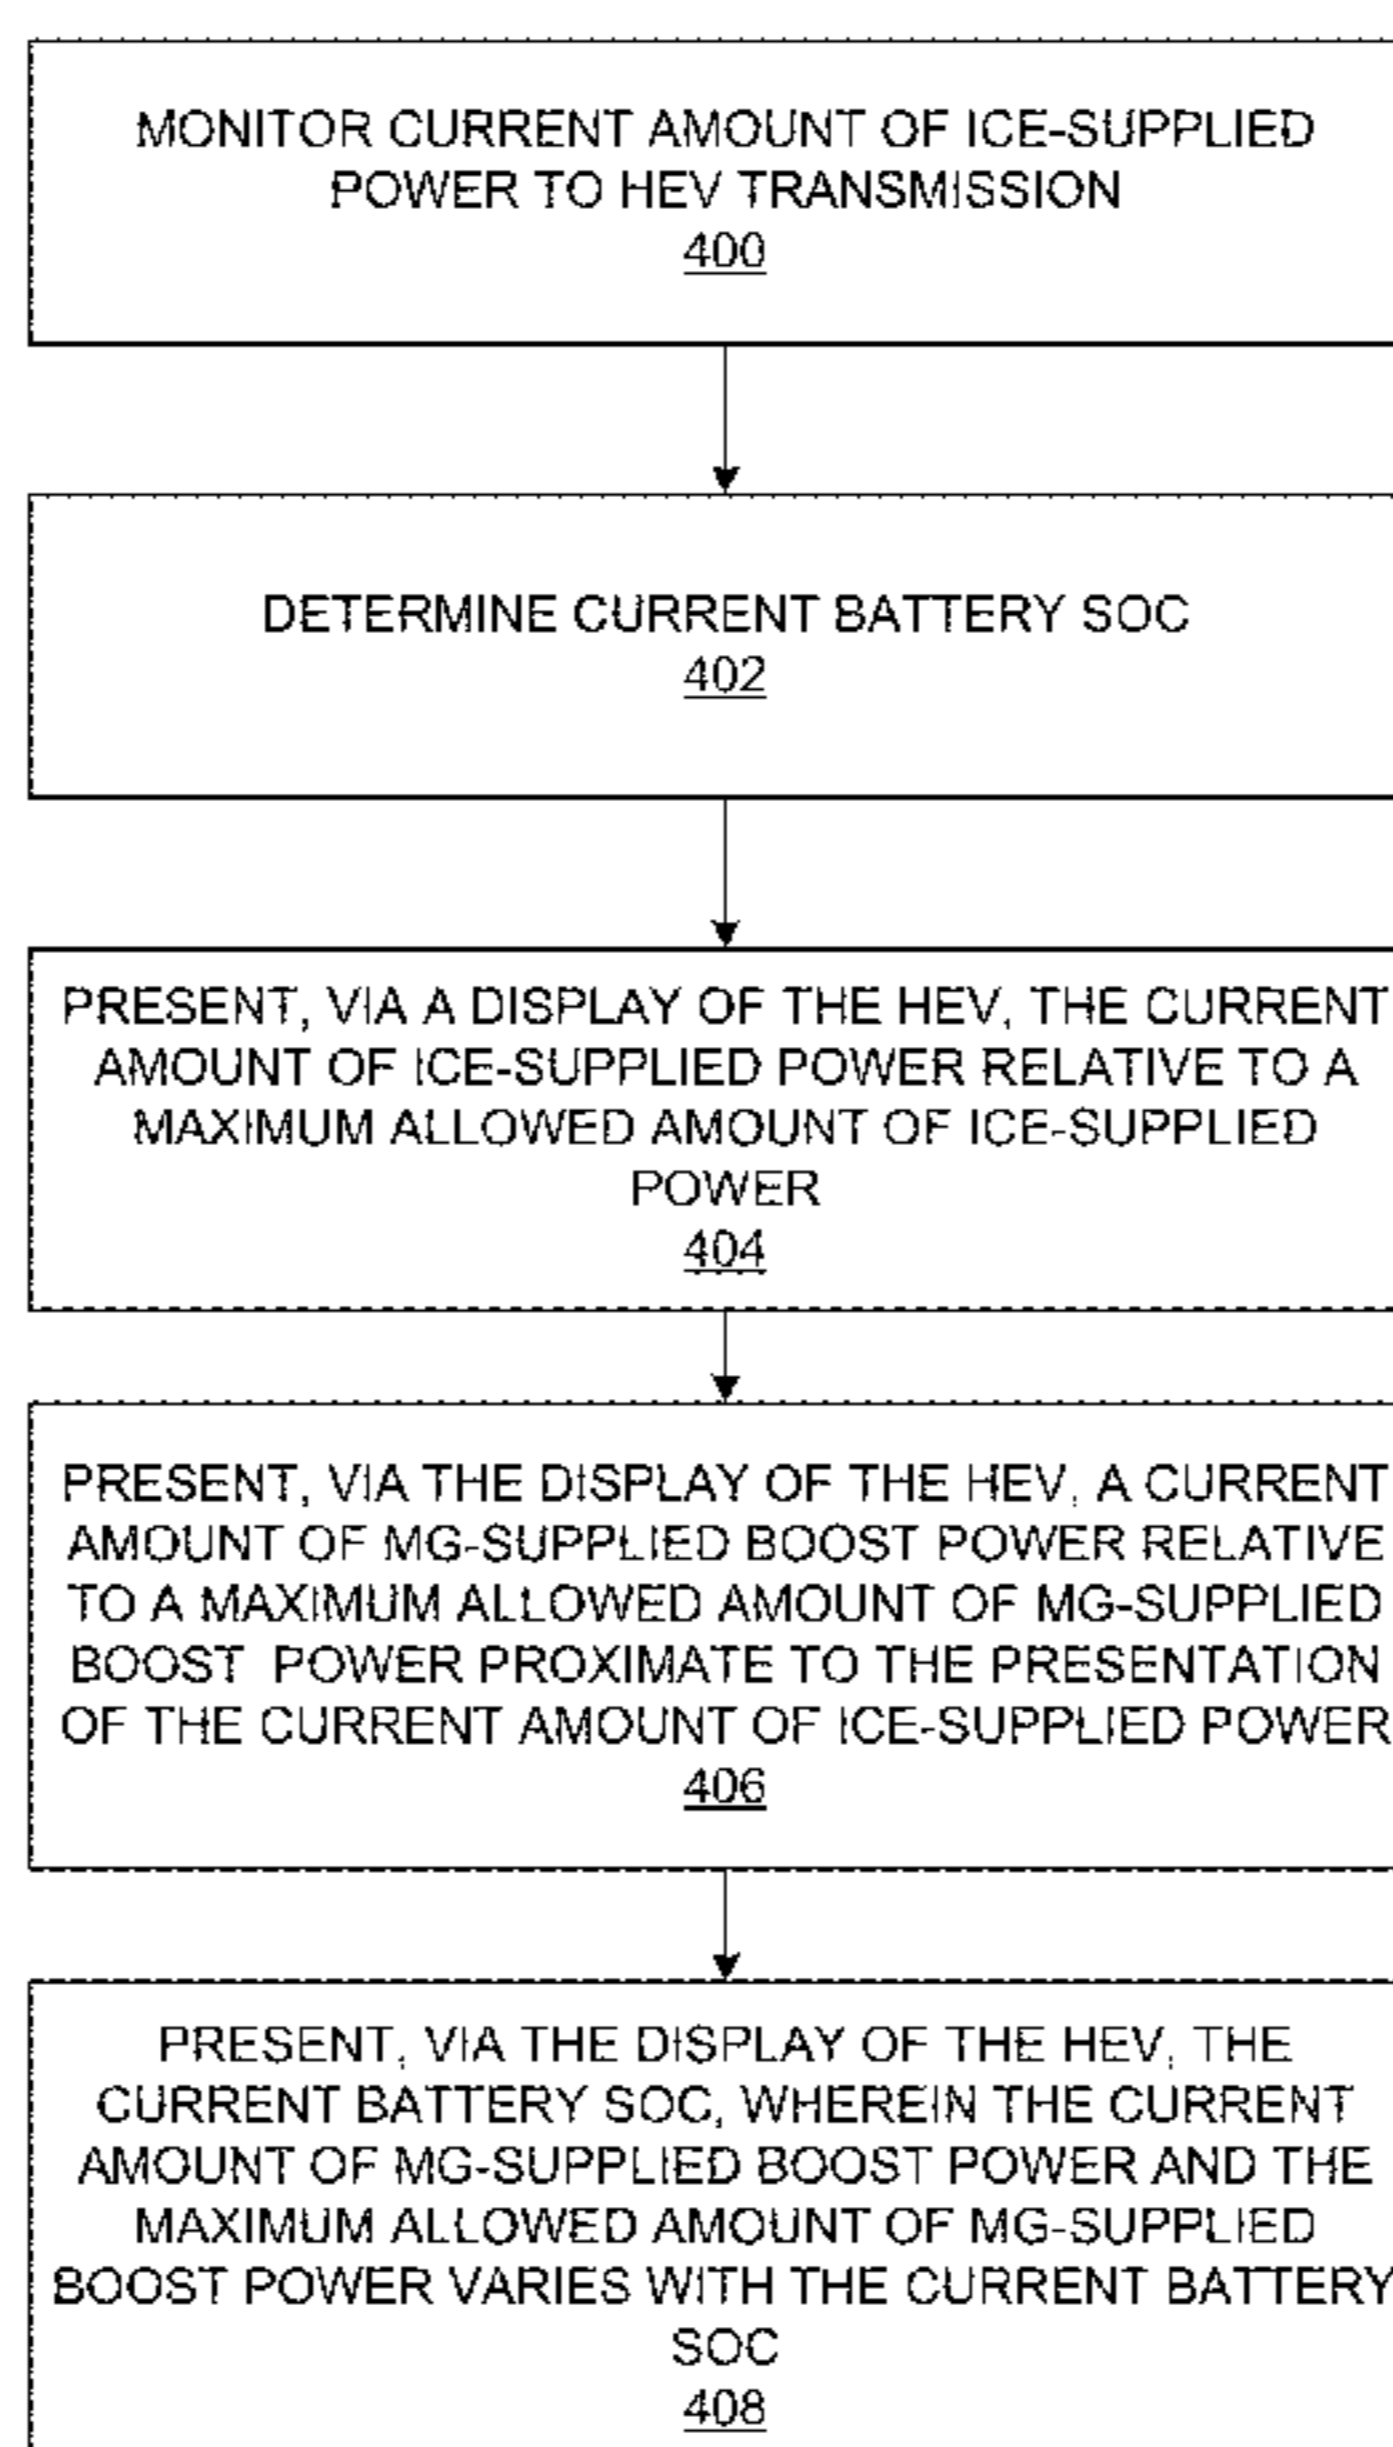 MONITOR CURRENT AMOUNT OF ICE-SUPPLIED
POWER TO HEV TRANSMISSION
400
DETERMINE CURRENT BATTERY SOC
402
PRESENT, VIA A DISPLAY OF THE HEV, THE CURRENT
AMOUNT OF ICE-SUPPLIED POWER RELATIVE TO A
MAXIMUM ALLOWED AMOUNT OF ICE-SUPPLIED
POWER
404
PRESENT, VIA THE DISPLAY OF THE HEV, A CURRENT
AMOUNT OF MG-SUPPLIED BOOST POWER RELATIVE
TO A MAXIMUM ALLOWED AMOUNT OF MG-SUPPLIED
BOOST POWER PROXIMATE TO THE PRESENTATION
OF THE CURRENT AMOUNT OF ICE-SUPPLIED POWER
406
PRESENT, VIA THE DISPLAY OF THE HEV, THE
CURRENT BATTERY SOC, WHEREIN THE CURRENT
AMOUNT OF MG-SUPPLIED BOOST POWER AND THE
MAXIMUM ALLOWED AMOUNT OF MG-SUPPLIED
BOOST POWER VARIES WITH THE CURRENT BATTERY
SOC
408